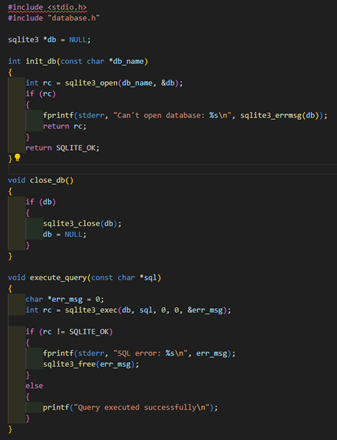 #include <stdio.h>
#include "database.h"
sqlite3 *db = NULL;
int init_db(const char *db_name)
{
int rc = sqlite3_open(db_name, &db);
if (rc)
{
fprintf(stderr, "Can't open database: %s\n", sqlite3_errmsg(db));
return rc;
}
return SQLITE_OK;
}
void close_db()
{
if (db)
{
sqlite3_close(db);
db = NULL;
}
}
void execute_query(const char *sql)
{
char *err_msg = 0;
int rc = sqlite3_exec(db, sql, 0, 0, &err_msg);
if (rc != SQLITE_OK)
{
fprintf(stderr, "SQL error: %s\n", err_msg);
sqlite3_free(err_msg);
}
else
{
printf("Query executed successfully\n");
}
}